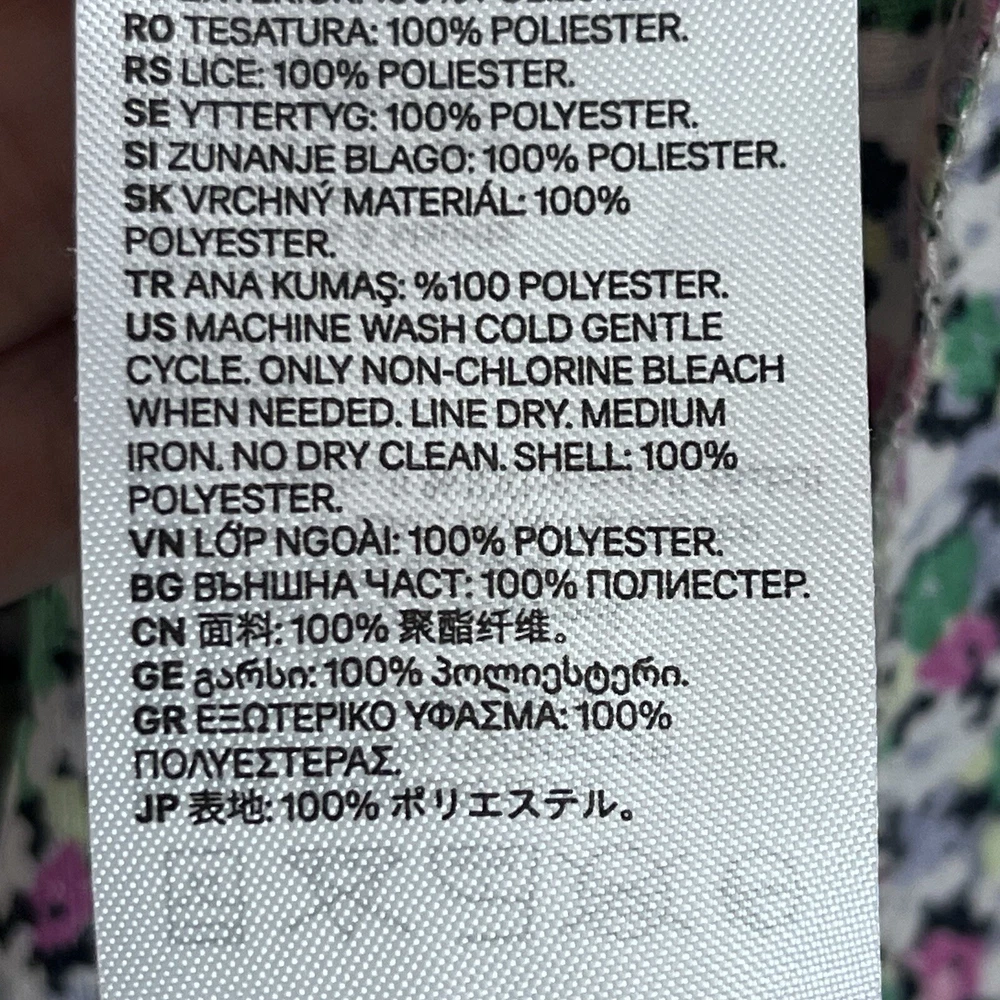 RO TESATURA: 100% POLIESTER.
RS LICE: 100% POLIESTER.
SE YTTERTYG: 100% POLYESTER.
SI ZUNANJE BLAGO: 100% POLIESTER.
SK VRCHNÝ MATERIÁL: 100%
POLYESTER.
TR ANA KUMAŞ: %100 POLYESTER.
US MACHINE WASH COLD GENTLE
CYCLE. ONLY NON-CHLORINE BLEACH
WHEN NEEDED. LINE DRY. MEDIUM
IRON. NO DRY CLEAN. SHELL: 100%
POLYESTER.
VN LỚP NGOÀI: 100% POLYESTER.
BG ВЪНШНА ЧАСТ: 100% ПОЛИЕСТЕР.
CN 面料: 100% 聚酯纤维。
GE გარსი: 100% პოლიესტერი.
GR ΕΞΩΤΕΡΙΚΟ ΥΦΑΣΜΑ: 100%
ΠΟΛΥΕΣΤΕΡΑΣ.
JP 表地: 100% ポリエステル。